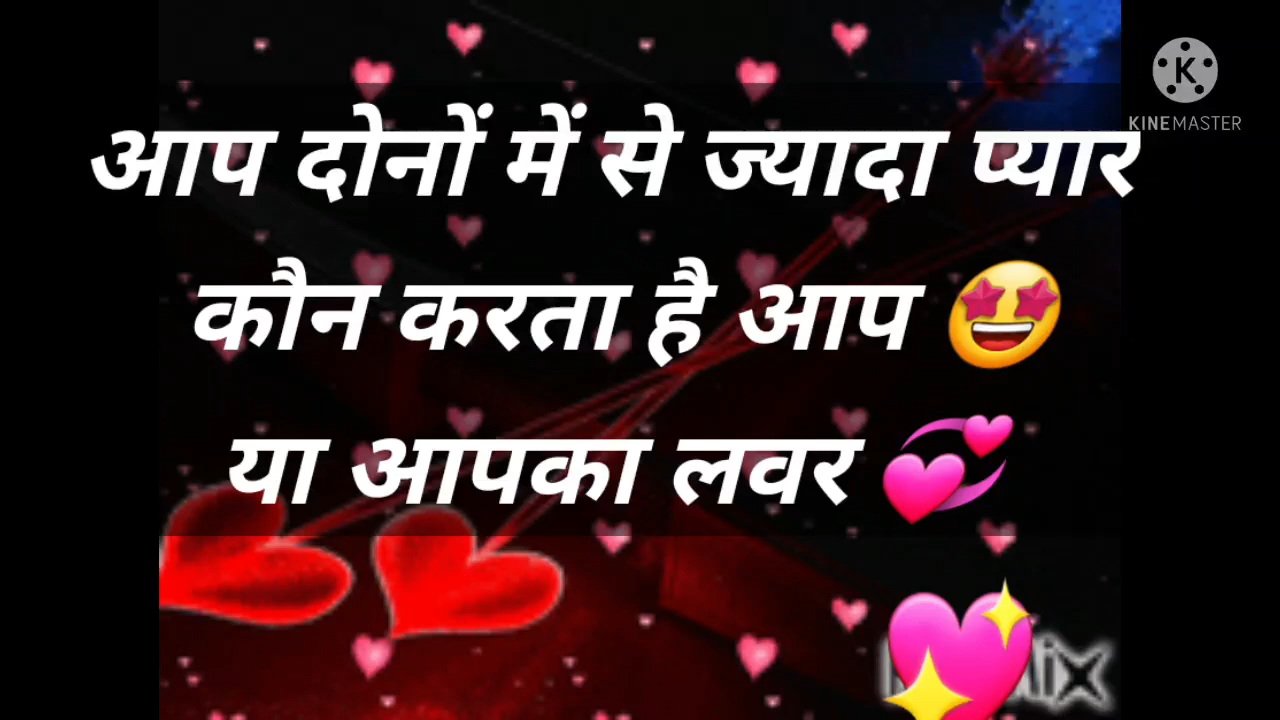 आप दोनों में से ज्यादा प्यार
कौन करता है आप 🤩
या आपका लवर 💞
KINEMASTER